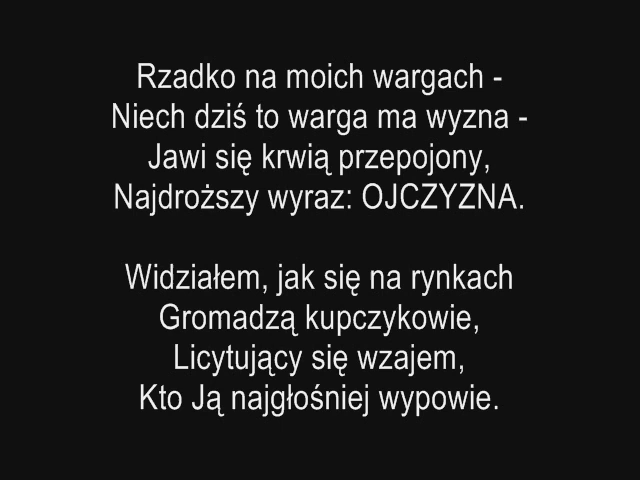 Rzadko na moich wargach -
Niech dziś to warga ma wyzna -
Jawi się krwią przepojony,
Najdroższy wyraz: OJCZYZNA.
Widziałem, jak się na rynkach
Gromadzą kupczykowie,
Licytujący się wzajem,
Kto Ją najgłośniej wypowie.